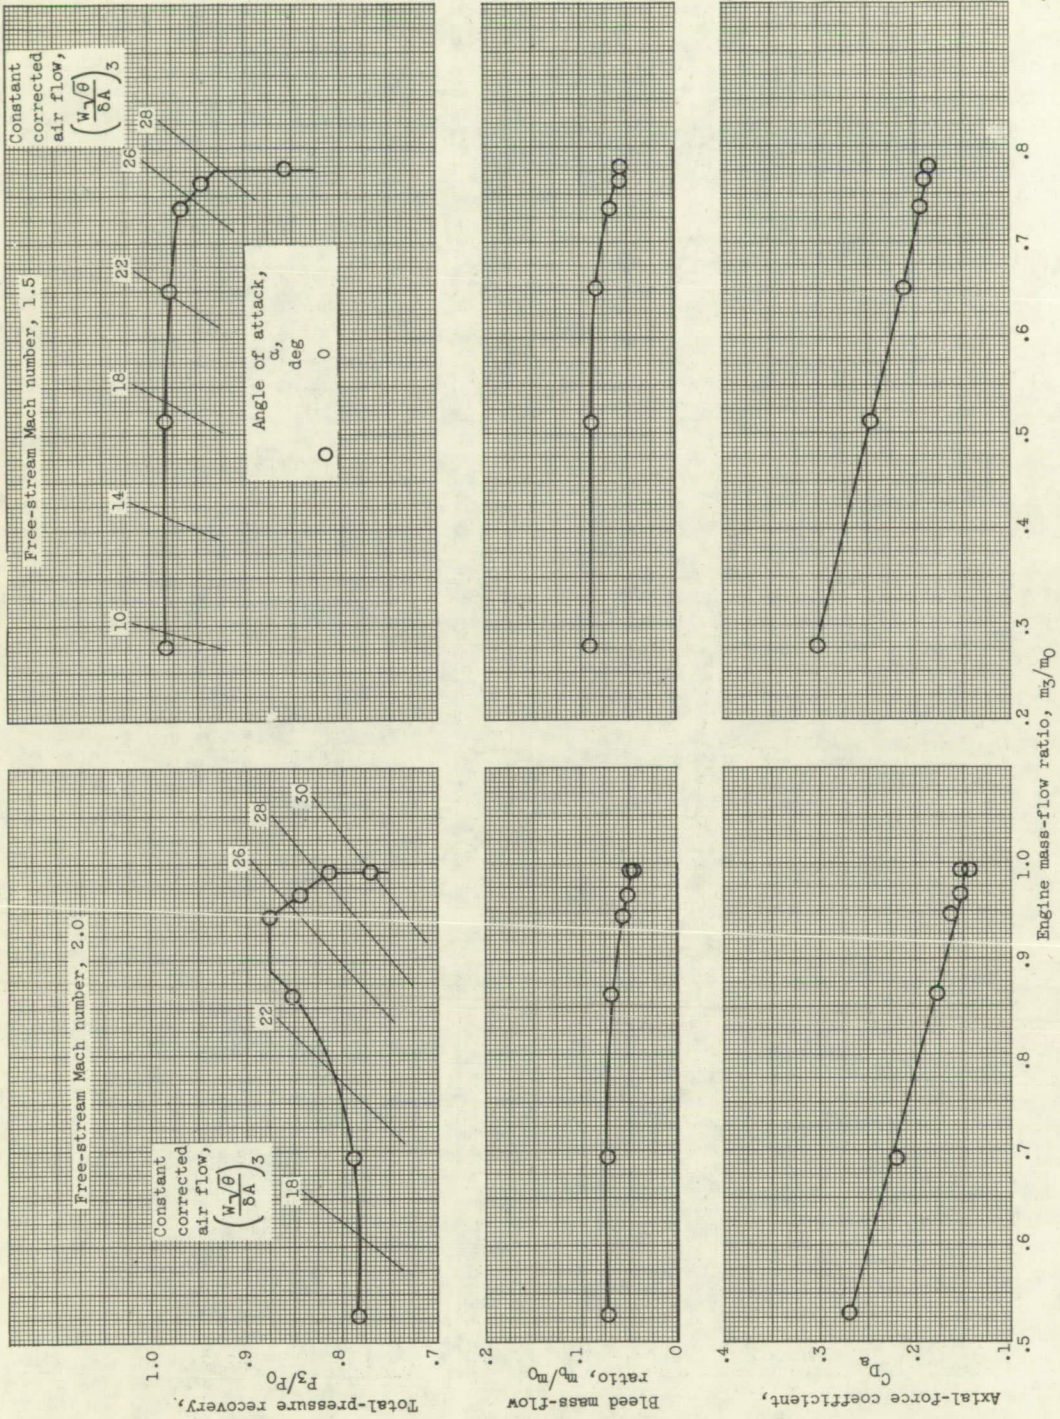 Free-stream Mach number, 2.0
Constant
corrected
air flow,
(W√θ/δA)3
18
22
26
28
30
Total-pressure recovery,
P3/P0
1.0
.9
.8
.7
Bleed mass-flow
ratio, mb/m0
.2
.1
0
Axial-force coefficient,
CDa
.4
.3
.2
.1
.5
.6
.7
.8
.9
1.0
Free-stream Mach number, 1.5
Constant
corrected
air flow,
(W√θ/δA)3
10
14
18
22
26
28
Angle of attack,
α,
deg
O 0
.2
.3
.4
.5
.6
.7
.8
Engine mass-flow ratio, m3/m0